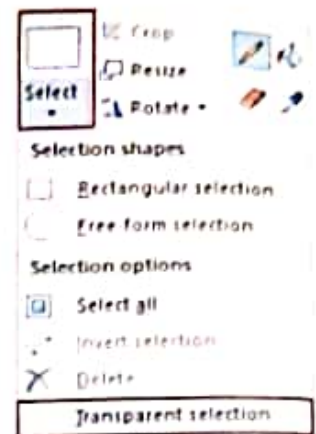 Crop
Resize
Select
Rotate
Selection shapes
Rectangular selection
Free-form selection
Selection options
Select all
Invert selection
Delete
Transparent selection